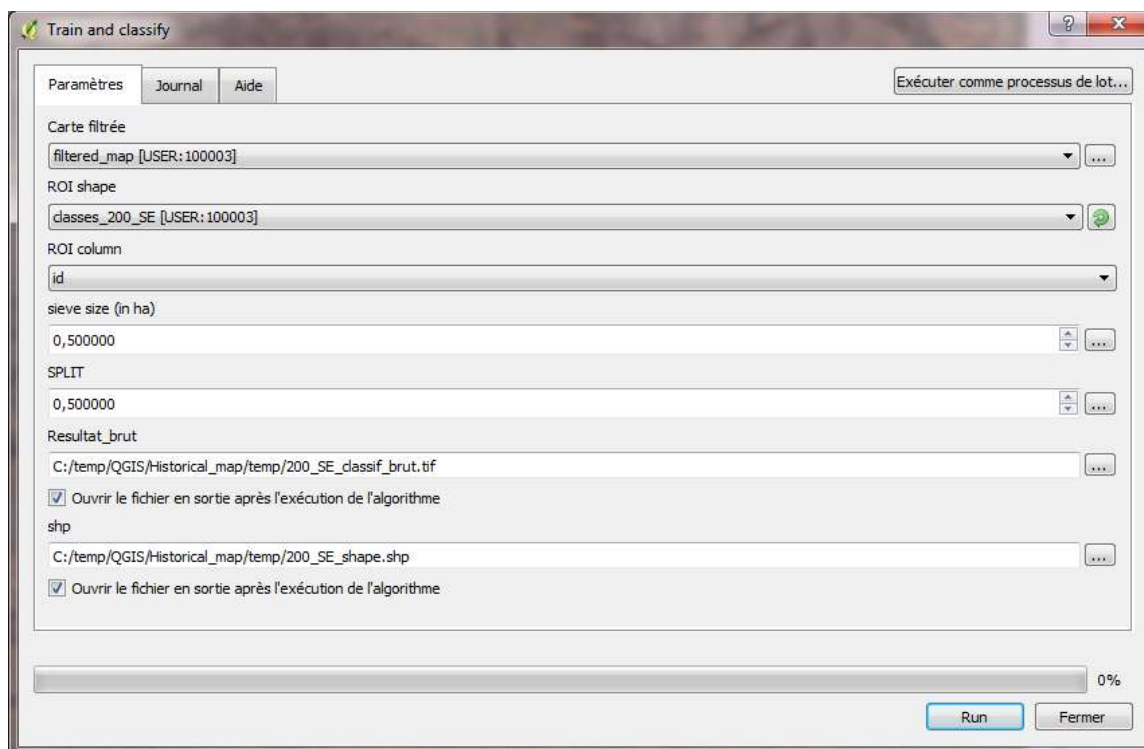 Train and classify
Paramètres Journal Aide Exécuter comme processus de lot...
Carte filtrée
filtered_map [USER:100003] ...
ROI shape
classes_200_SE [USER:100003]
ROI column
id
sieve size (in ha)
0,500000 ...
SPLIT
0,500000 ...
Resultat_brut
C:/temp/QGIS/Historical_map/temp/200_SE_classif_brut.tif ...
Ouvrir le fichier en sortie après l'exécution de l'algorithme
shp
C:/temp/QGIS/Historical_map/temp/200_SE_shape.shp ...
Ouvrir le fichier en sortie après l'exécution de l'algorithme
0%
Run Fermer